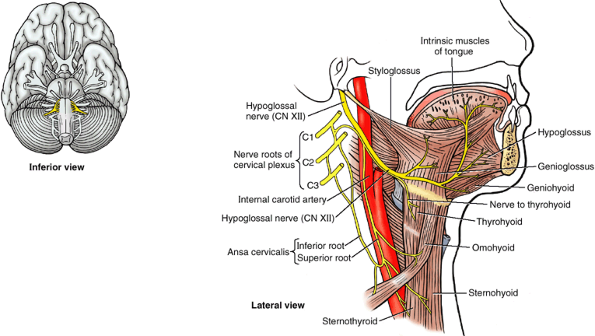 Inferior view
Intrinsic muscles
of tongue
Styloglossus
Hypoglossal
nerve (CN XII)
C1
Nerve roots of
cervical plexus
C2
C3
Internal carotid artery
Hypoglossal nerve (CN XII)
Ansa cervicalis
Inferior root
Superior root
Lateral view
Sternothyroid
Hypoglossus
Genioglossus
Geniohyoid
Nerve to thyrohyoid
Thyrohyoid
Omohyoid
Sternohyoid